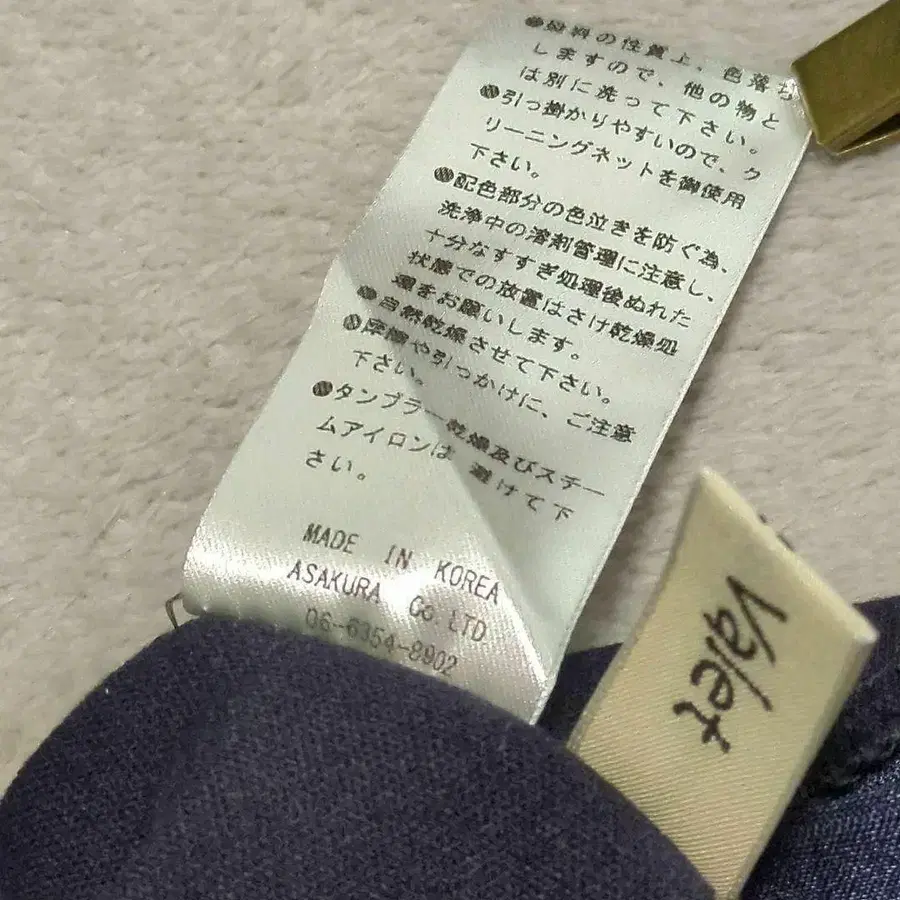 ●染料の性質上、色落ち
しますので、他の物と
は別に洗って下さい。
●引っ掛かりやすいので、ク
リーニングネットを御使用
下さい。
●配色部分の色泣きを防ぐ為、
洗浄中の溶剤管理に注意し、
十分なすすぎ処理後ぬれた
状態での放置はさけ乾燥処
理をお願いします。
●自然乾燥させて下さい。
●摩擦や引っかけに、ご注意
下さい。
●タンブラー乾燥及びスチー
ムアイロンは 避けて下
さい。
MADE IN KOREA
ASAKURA Co.LTD
06-6354-8902
Valet